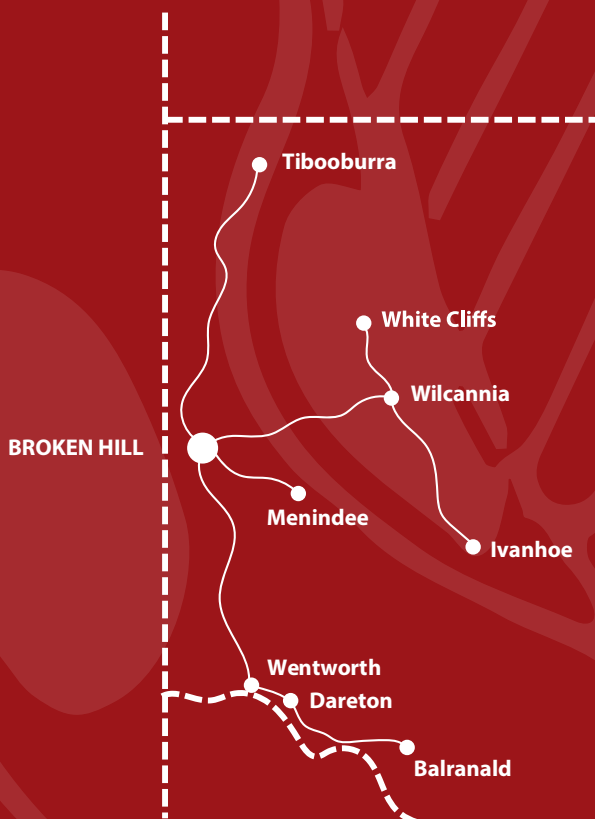 Tibooburra
White Cliffs
Wilcannia
BROKEN HILL
Menindee
Ivanhoe
Wentworth
Dareton
Balranald